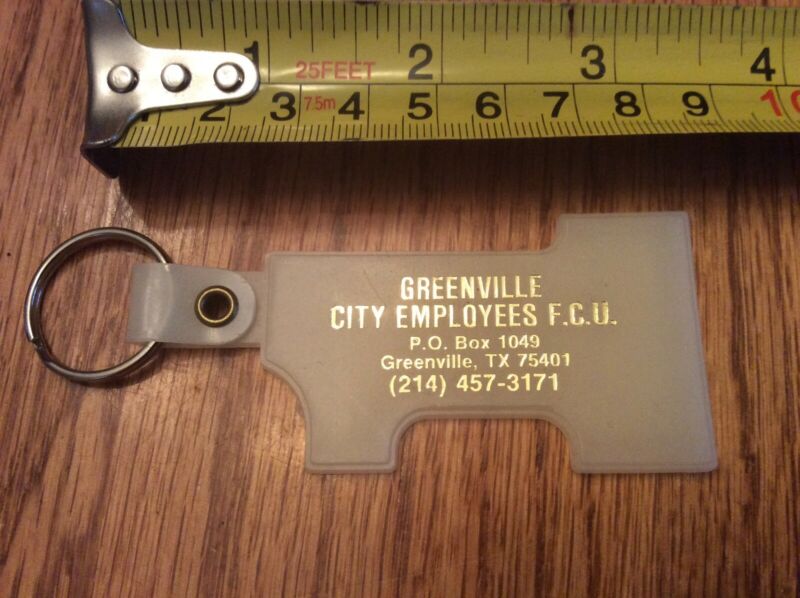 1 25FEET 2 3 4
1 2 3 7.5m 4 5 6 7 8 9 10
GREENVILLE
CITY EMPLOYEES F.C.U.
P.O. Box 1049
Greenville, TX 75401
(214) 457-3171